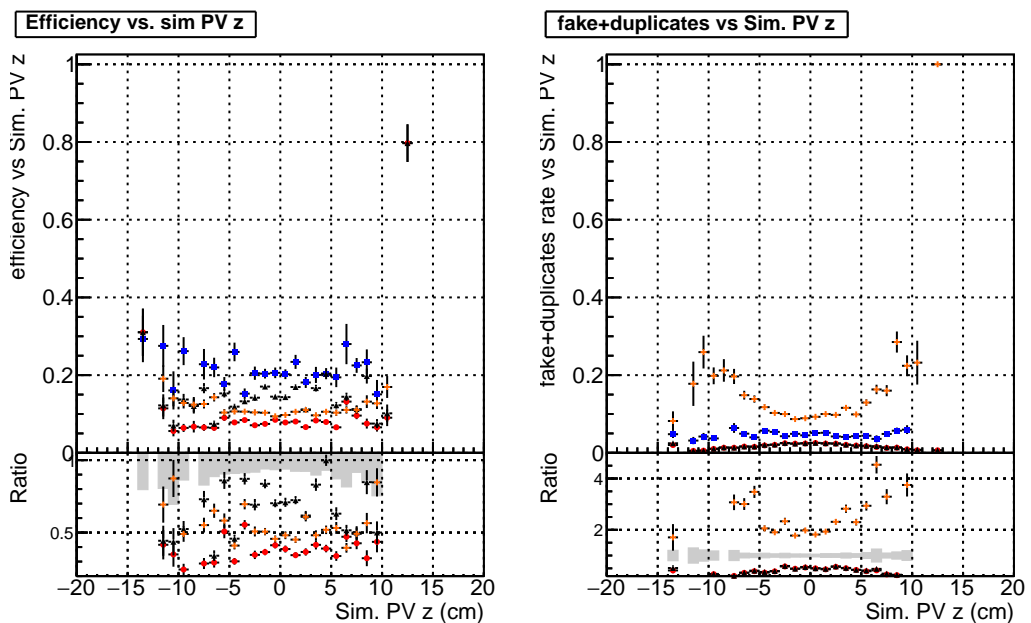 Efficiency vs. sim PV z
efficiency vs Sim. PV z
1
0.8
0.6
0.4
0.2
0
Ratio
1
0.5
−20 −15 −10 −5 0 5 10 15 20
Sim. PV z (cm)
fake+duplicates vs Sim. PV z
fake+duplicates rate vs Sim. PV z
1
0.8
0.6
0.4
0.2
0
Ratio
4
2
−20 −15 −10 −5 0 5 10 15 20
Sim. PV z (cm)